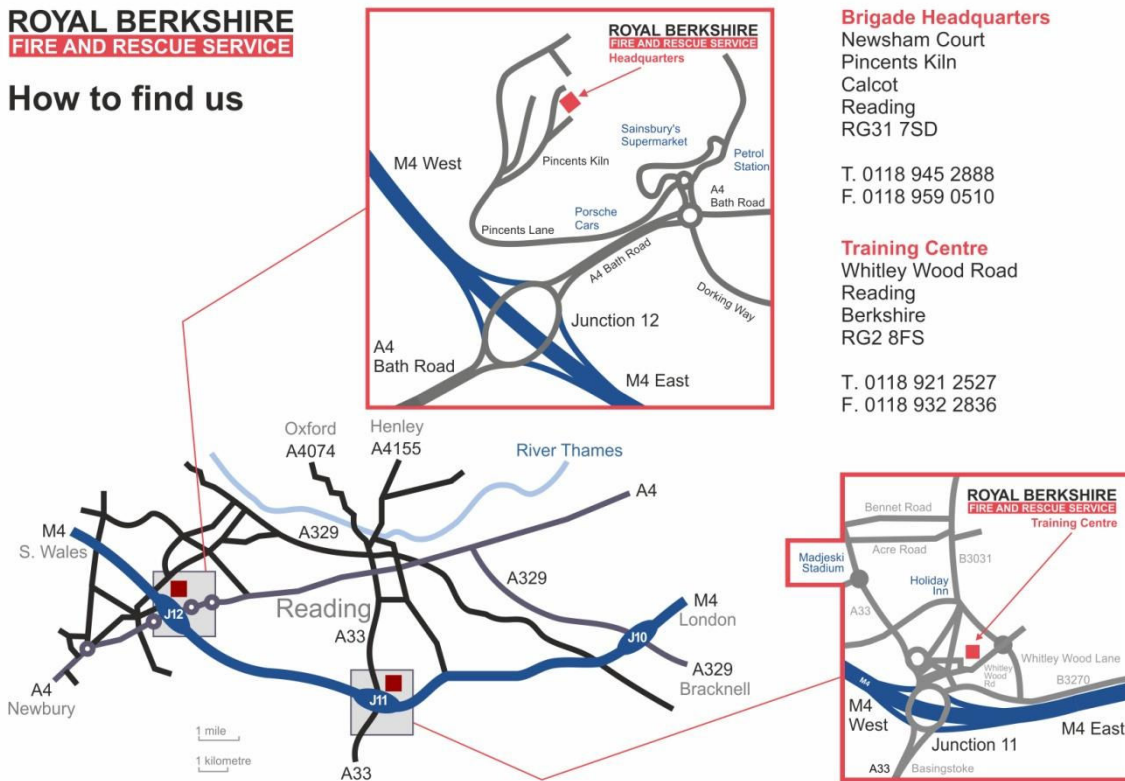 ROYAL BERKSHIRE
FIRE AND RESCUE SERVICE
How to find us
ROYAL BERKSHIRE
FIRE AND RESCUE SERVICE
Headquarters
Sainsbury's
Supermarket
Petrol
Station
M4 West
Pincents Kiln
A4
Bath Road
Porsche
Cars
Pincents Lane
A4 Bath Road
Dorking Way
Junction 12
A4
Bath Road
M4 East
Brigade Headquarters
Newsham Court
Pincents Kiln
Calcot
Reading
RG31 7SD
T. 0118 945 2888
F. 0118 959 0510
Training Centre
Whitley Wood Road
Reading
Berkshire
RG2 8FS
T. 0118 921 2527
F. 0118 932 2836
Oxford
A4074
Henley
A4155
River Thames
A4
M4
S. Wales
A329
A329
J12
Reading
A33
M4
London
J10
A329
Bracknell
A4
Newbury
J11
1 mile
1 kilometre
A33
ROYAL BERKSHIRE
FIRE AND RESCUE SERVICE
Training Centre
Bennet Road
Acre Road
B3031
Madjeski
Stadium
Holiday
Inn
A33
Whitley Wood Lane
Whitley
Wood
Rd
B3270
M4
M4
West
M4 East
Junction 11
A33
Basingstoke